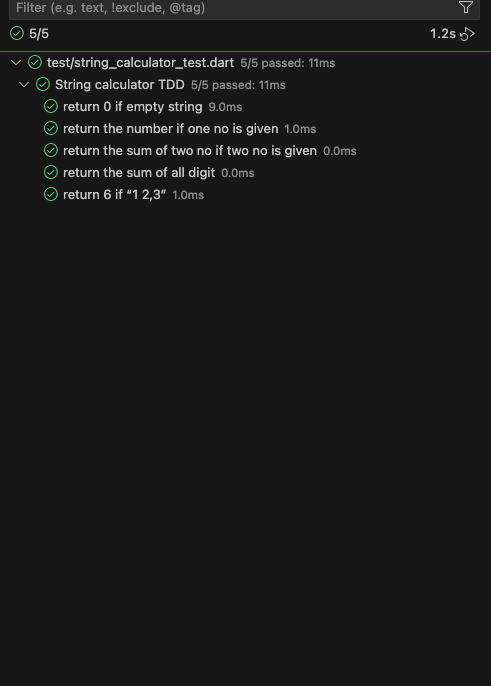 Filter (e.g. text, !exclude, @tag)
5/5 1.2s
test/string_calculator_test.dart 5/5 passed: 11ms
String calculator TDD 5/5 passed: 11ms
return 0 if empty string 9.0ms
return the number if one no is given 1.0ms
return the sum of two no if two no is given 0.0ms
return the sum of all digit 0.0ms
return 6 if “1 2,3” 1.0ms